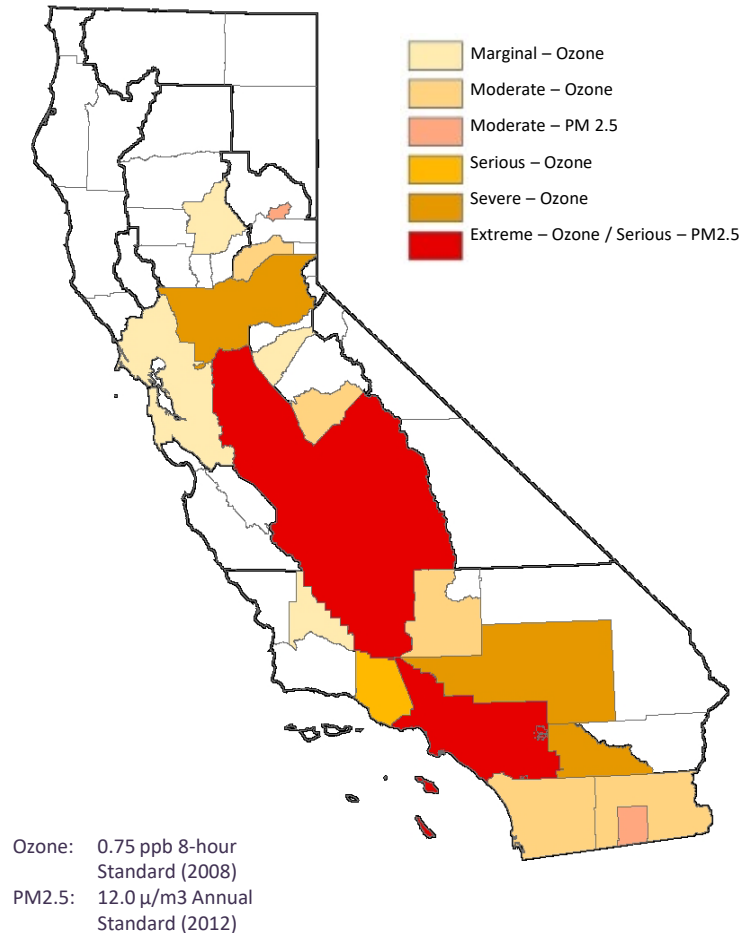 Marginal – Ozone
Moderate – Ozone
Moderate – PM 2.5
Serious – Ozone
Severe – Ozone
Extreme – Ozone / Serious – PM2.5
Ozone: 0.75 ppb 8-hour
Standard (2008)
PM2.5: 12.0 µ/m3 Annual
Standard (2012)